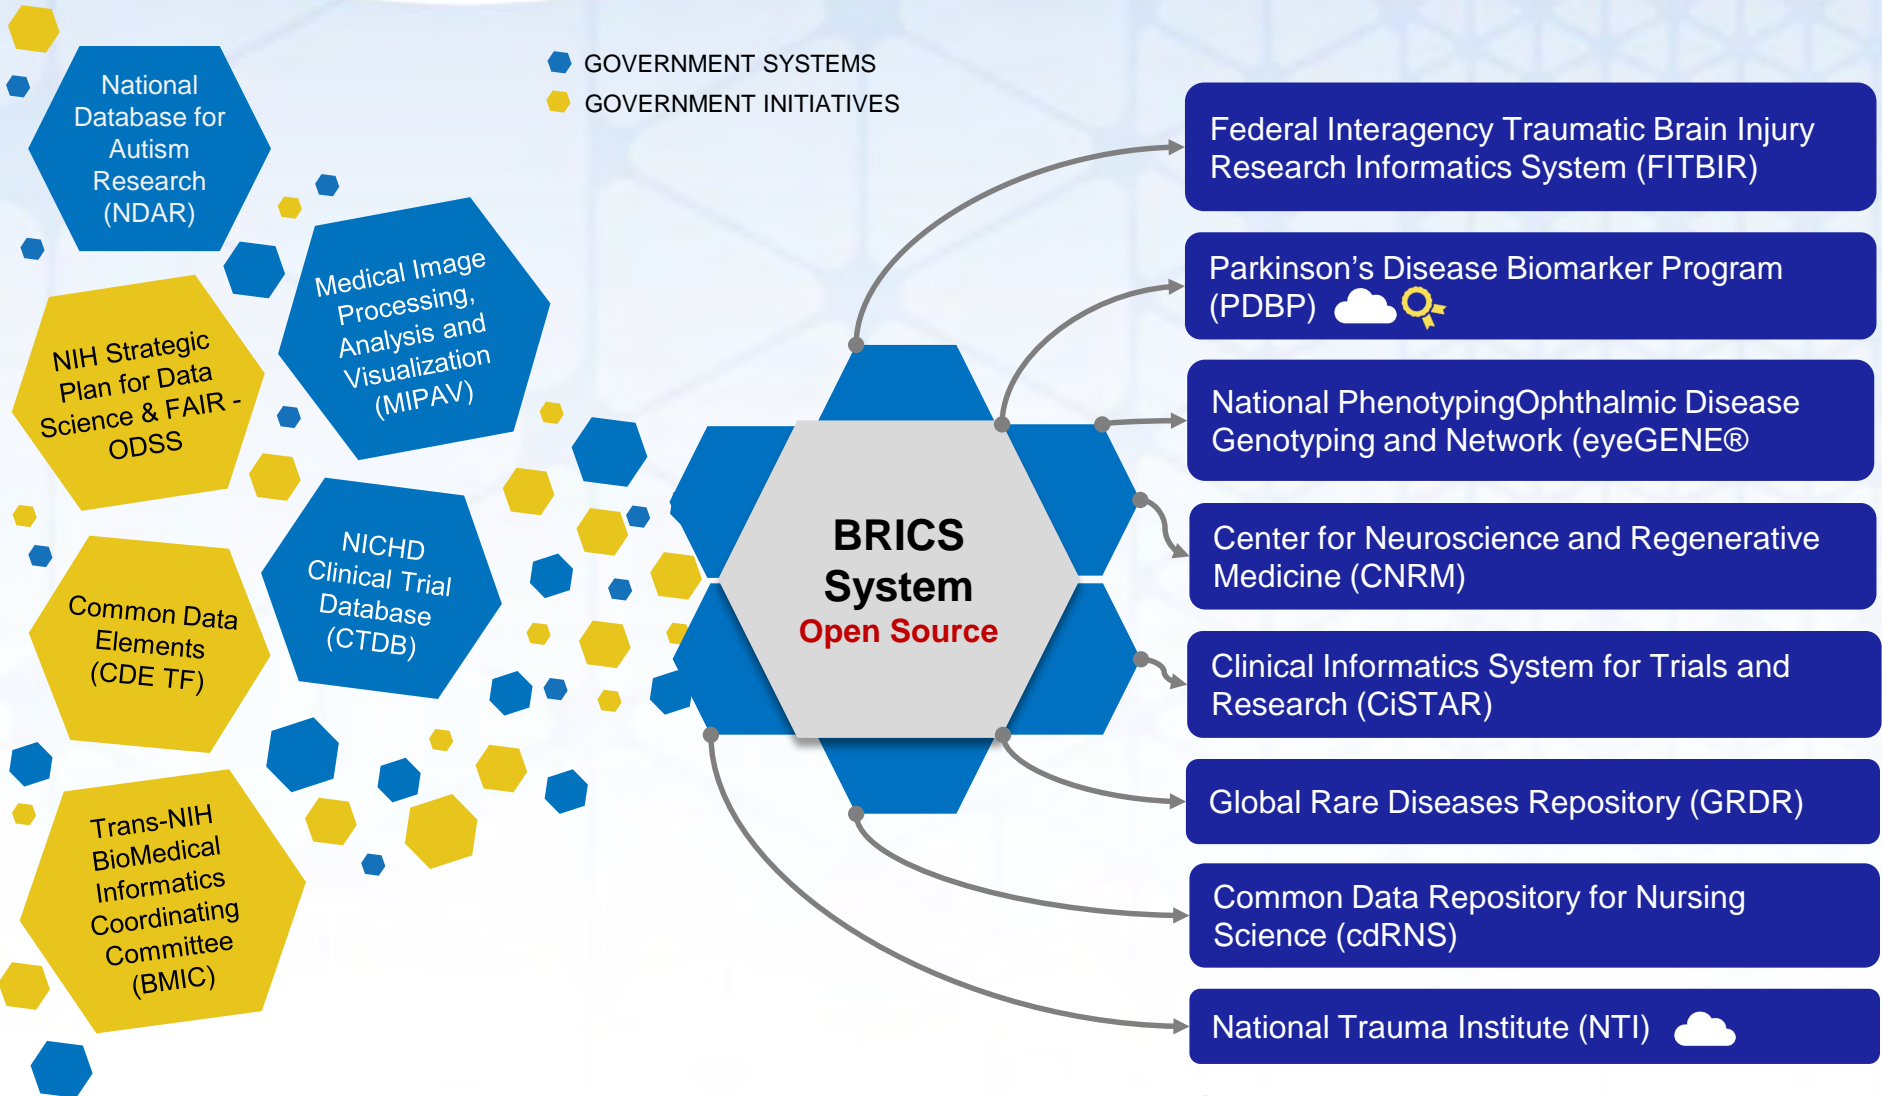 National
Database for
Autism
Research
(NDAR)
GOVERNMENT SYSTEMS
GOVERNMENT INITIATIVES
Medical Image
Processing,
Analysis and
Visualization
(MIPAV)
NIH Strategic
Plan for Data
Science & FAIR -
ODSS
NICHD
Clinical Trial
Database
(CTDB)
Common Data
Elements
(CDE TF)
Trans-NIH
BioMedical
Informatics
Coordinating
Committee
(BMIC)
BRICS
System
Open Source
Federal Interagency Traumatic Brain Injury
Research Informatics System (FITBIR)
Parkinson’s Disease Biomarker Program
(PDBP)
National PhenotypingOphthalmic Disease
Genotyping and Network (eyeGENE®
Center for Neuroscience and Regenerative
Medicine (CNRM)
Clinical Informatics System for Trials and
Research (CiSTAR)
Global Rare Diseases Repository (GRDR)
Common Data Repository for Nursing
Science (cdRNS)
National Trauma Institute (NTI)